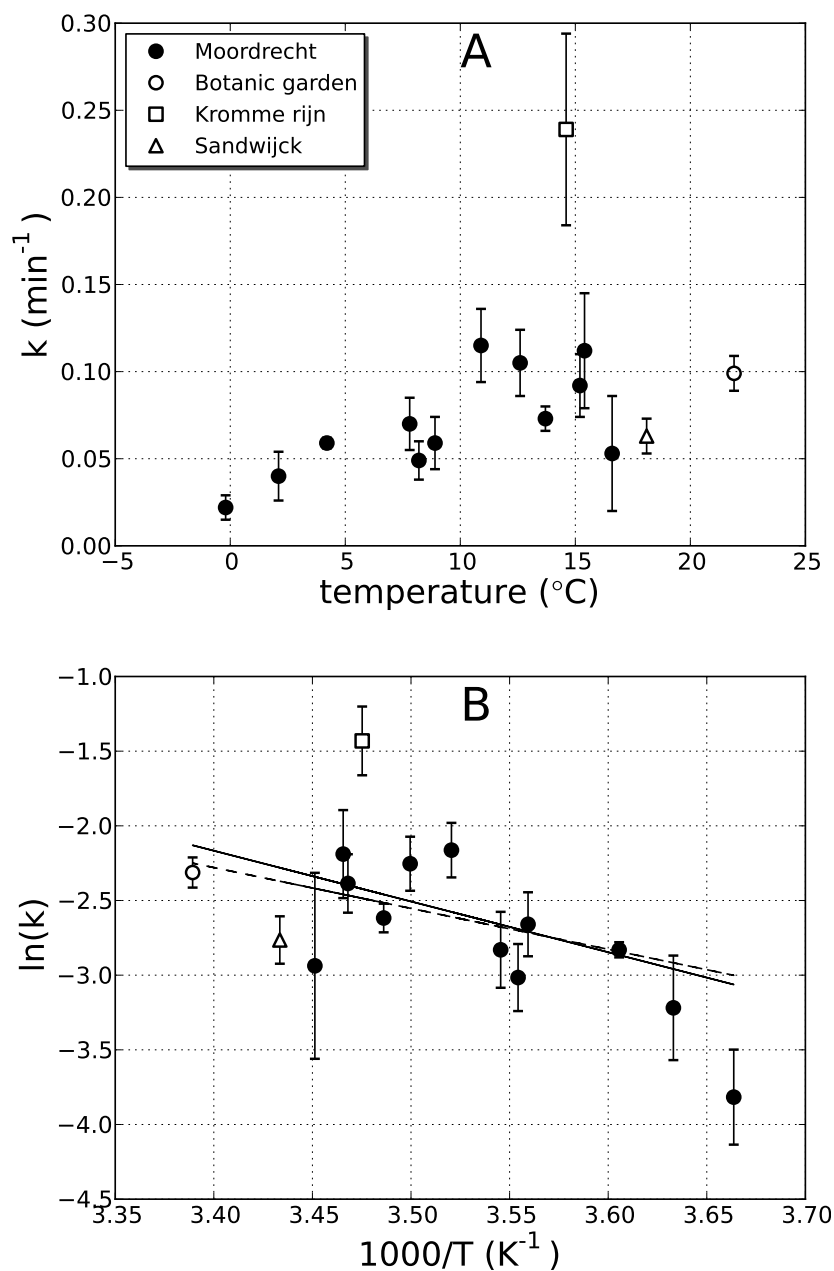 A
Moordrecht
Botanic garden
Kromme rijn
Sandwijck
0.30
0.25
0.20
0.15
0.10
0.05
0.00
k (min⁻¹)
−5 0 5 10 15 20 25
temperature (°C)
B
−1.0
−1.5
−2.0
−2.5
−3.0
−3.5
−4.0
−4.5
ln(k)
3.35 3.40 3.45 3.50 3.55 3.60 3.65 3.70
1000/T (K⁻¹)